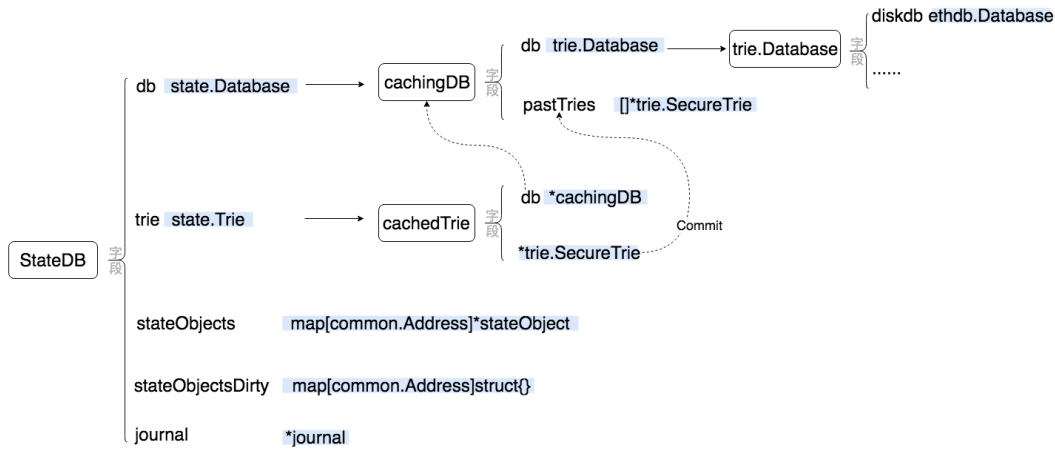 diskdb ethdb.Database
db trie.Database
trie.Database
字段
......
db state.Database
cachingDB
字段
pastTries []*trie.SecureTrie
db *cachingDB
trie state.Trie
cachedTrie
字段
Commit
*trie.SecureTrie
StateDB
字段
stateObjects map[common.Address]*stateObject
stateObjectsDirty map[common.Address]struct{}
journal *journal